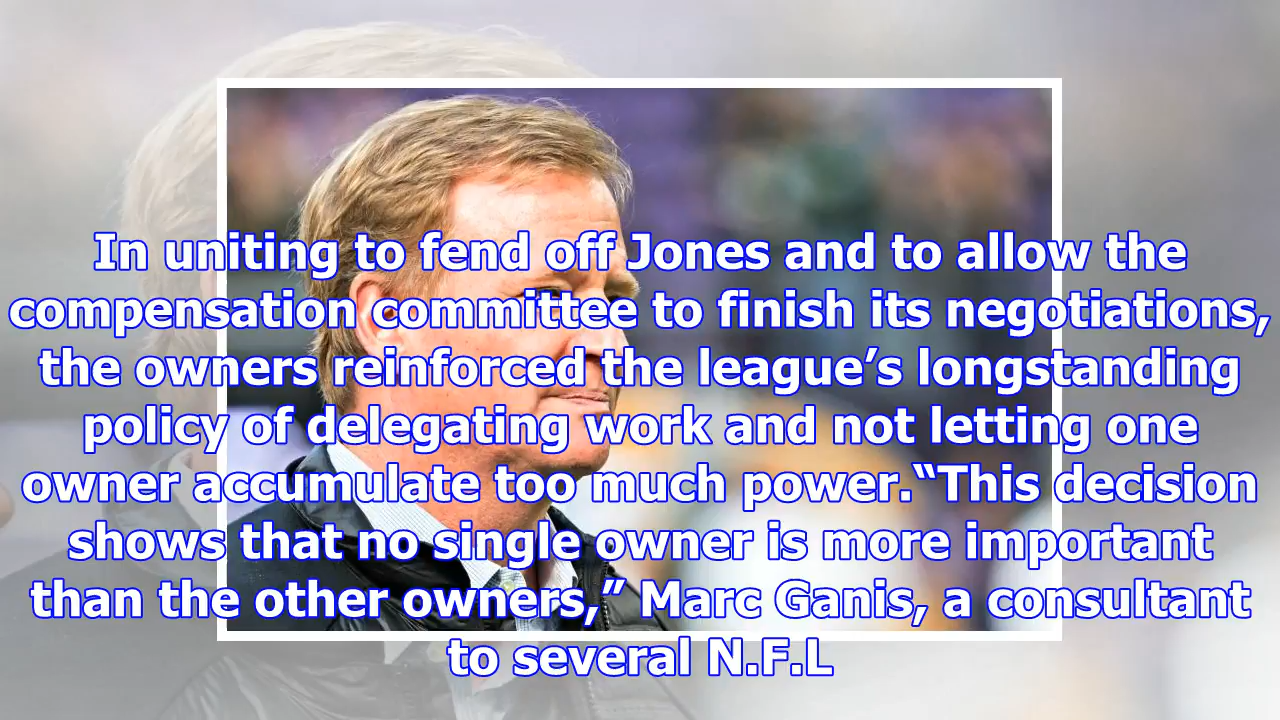 In uniting to fend off Jones and to allow the
compensation committee to finish its negotiations,
the owners reinforced the league’s longstanding
policy of delegating work and not letting one
owner accumulate too much power.“This decision
shows that no single owner is more important
than the other owners,” Marc Ganis, a consultant
to several N.F.L